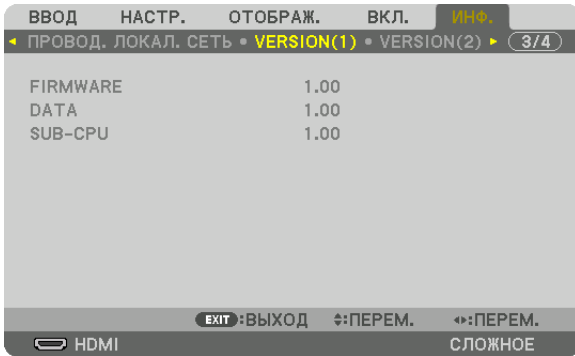 ВВОД НАСТР. ОТОБРАЖ. ВКЛ. ИНФ.
ПРОВОД. ЛОКАЛ. СЕТЬ • VERSION(1) • VERSION(2) 3/4
FIRMWARE 1.00
DATA 1.00
SUB-CPU 1.00
EXIT :ВЫХОД :ПЕРЕМ. :ПЕРЕМ.
HDMI СЛОЖНОЕ